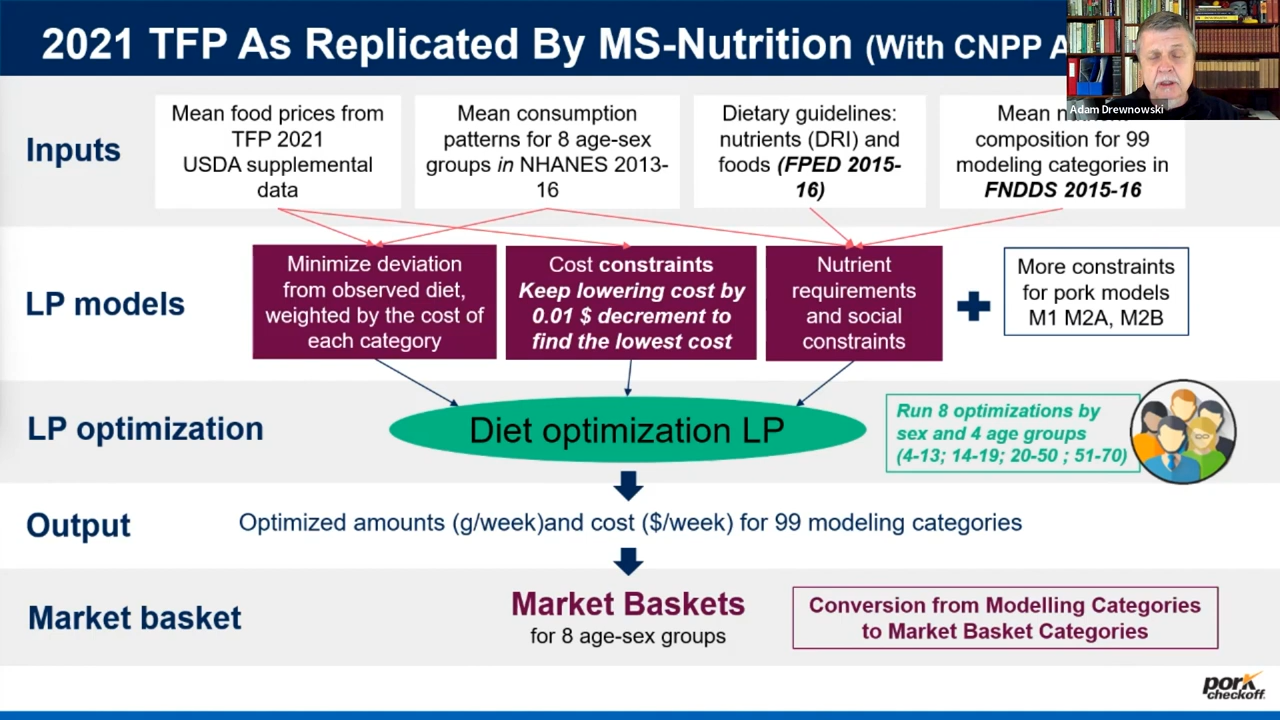 2021 TFP As Replicated By MS-Nutrition (With CNPP A
Adam Drewnowski
Inputs
Mean food prices from
TFP 2021
USDA supplemental
data
Mean consumption
patterns for 8 age-sex
groups in NHANES 2013-
16
Dietary guidelines:
nutrients (DRI) and
foods (FPED 2015-
16)
Mean
composition for 99
modeling categories in
FNDDS 2015-16
LP models
Minimize deviation
from observed diet,
weighted by the cost of
each category
Cost constraints
Keep lowering cost by
0.01 $ decrement to
find the lowest cost
Nutrient
requirements
and social
constraints
More constraints
for pork models
M1 M2A, M2B
LP optimization
Diet optimization LP
Run 8 optimizations by
sex and 4 age groups
(4-13; 14-19; 20-50 ; 51-70)
Output
Optimized amounts (g/week)and cost ($/week) for 99 modeling categories
Market basket
Market Baskets
for 8 age-sex groups
Conversion from Modelling Categories
to Market Basket Categories
pork
checkoff.